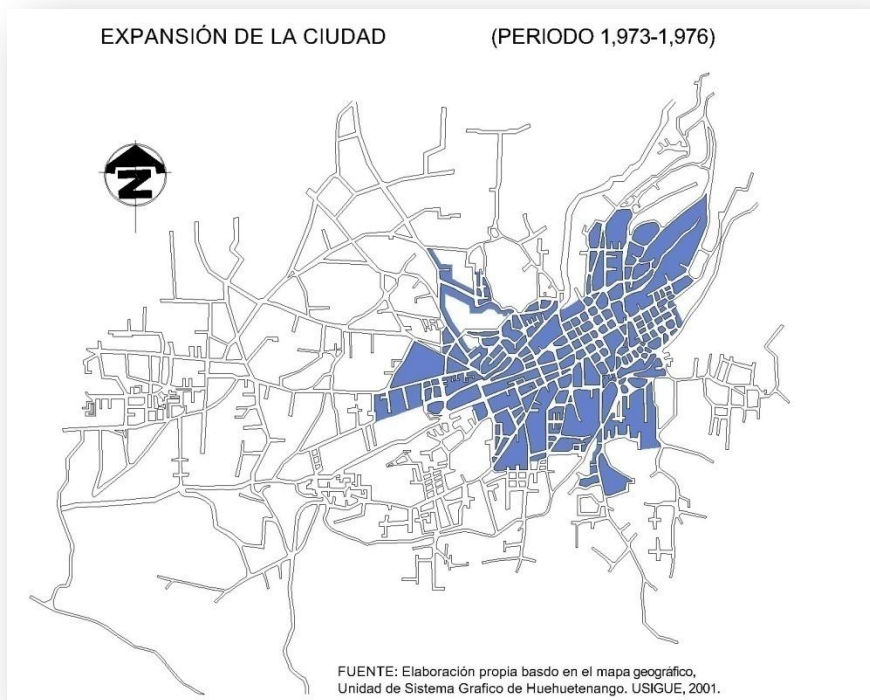 EXPANSIÓN DE LA CIUDAD (PERIODO 1,973-1,976)
N
FUENTE: Elaboración propia basdo en el mapa geográfico,
Unidad de Sistema Grafico de Huehuetenango. USIGUE, 2001.